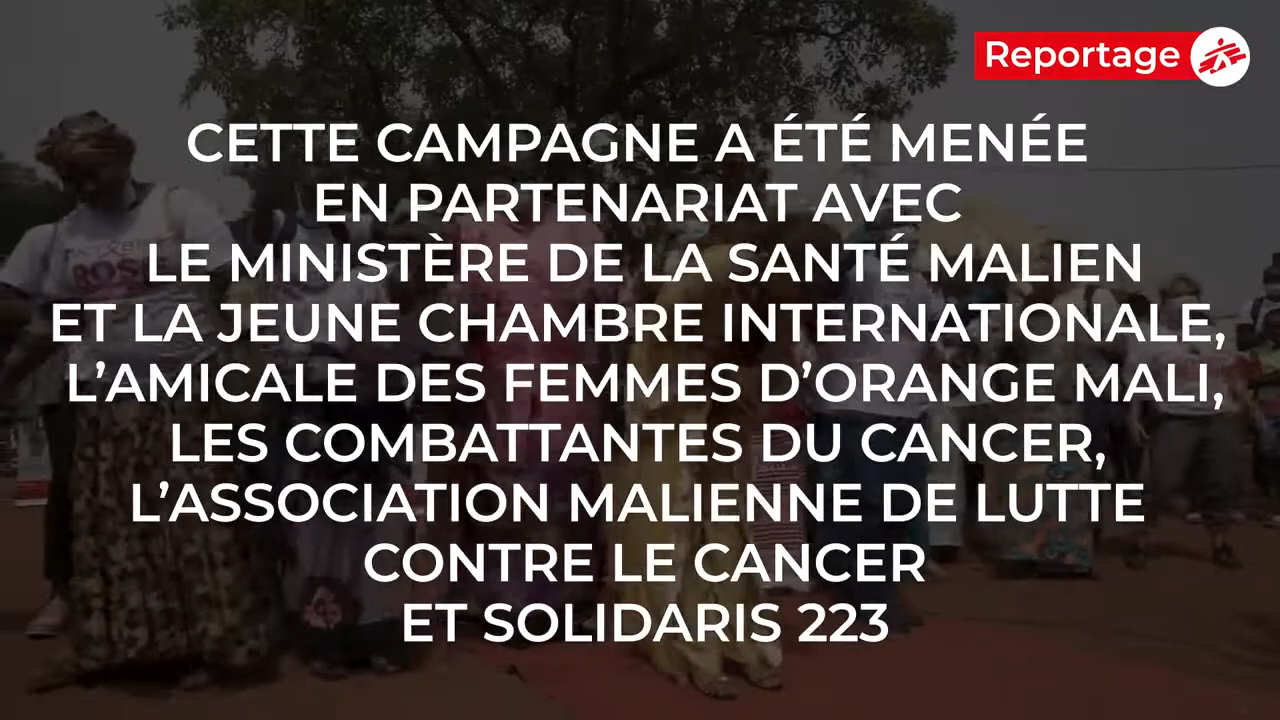 Reportage
CETTE CAMPAGNE A ÉTÉ MENÉE
EN PARTENARIAT AVEC
LE MINISTÈRE DE LA SANTÉ MALIEN
ET LA JEUNE CHAMBRE INTERNATIONALE,
L’AMICALE DES FEMMES D’ORANGE MALI,
LES COMBATTANTES DU CANCER,
L’ASSOCIATION MALIENNE DE LUTTE
CONTRE LE CANCER
ET SOLIDARIS 223